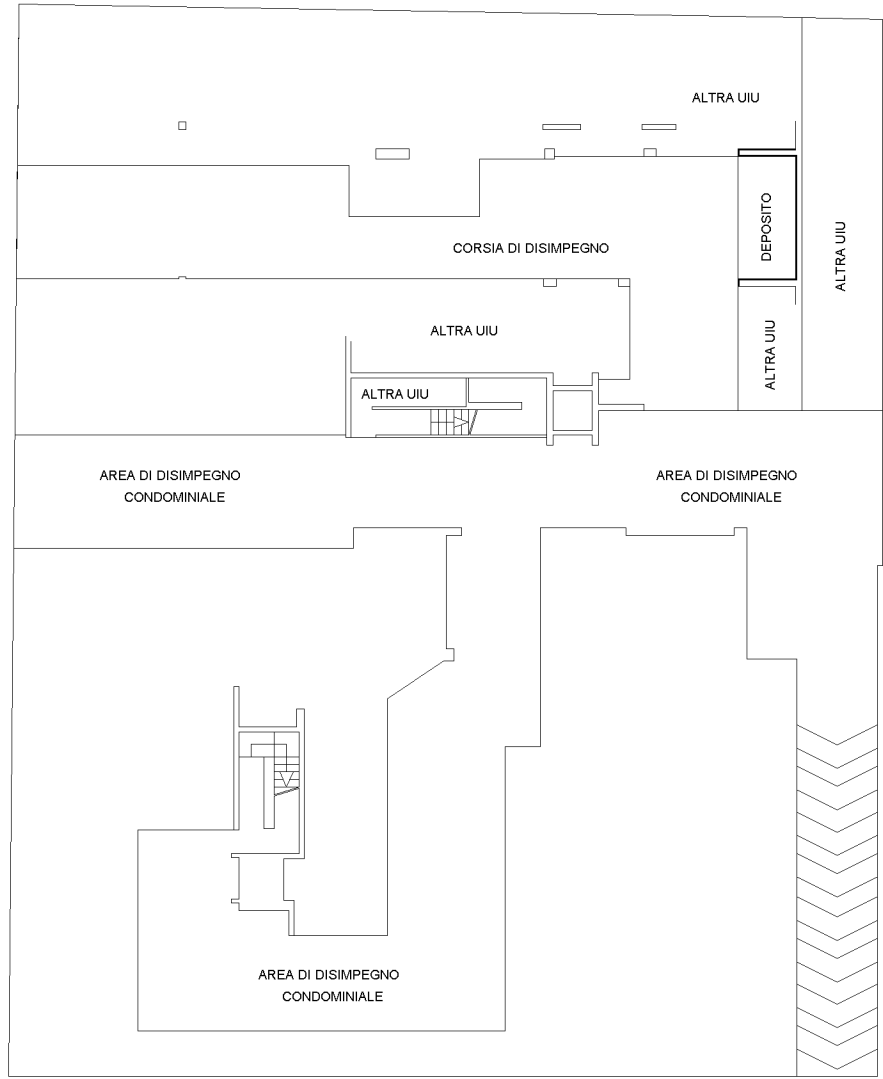 ALTRA UIU
DEPOSITO
ALTRA UIU
CORSIA DI DISIMPEGNO
ALTRA UIU
ALTRA UIU
ALTRA UIU
AREA DI DISIMPEGNO
CONDOMINIALE
AREA DI DISIMPEGNO
CONDOMINIALE
AREA DI DISIMPEGNO
CONDOMINIALE